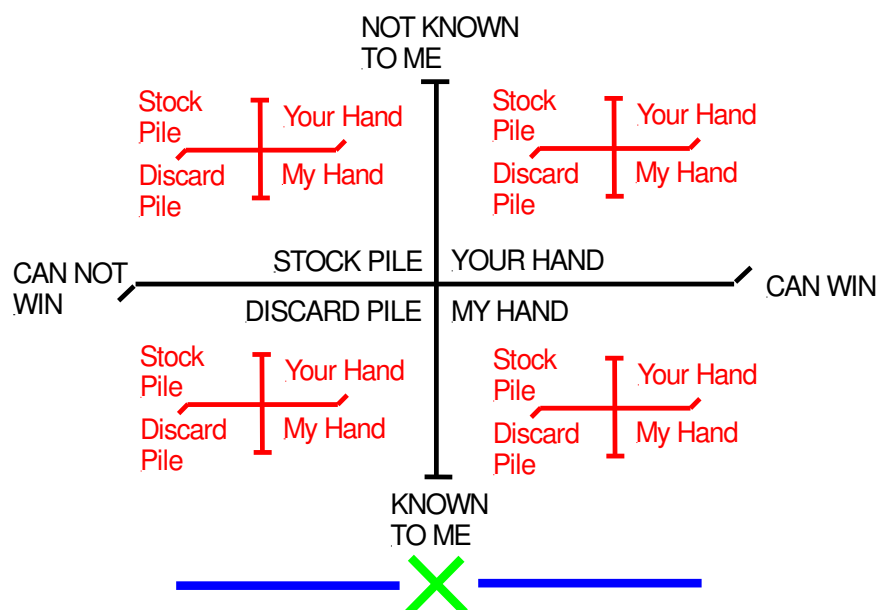 NOT KNOWN
TO ME
Stock
Pile
Your Hand
Discard
Pile
My Hand
Stock
Pile
Your Hand
Discard
Pile
My Hand
STOCK PILE
YOUR HAND
CAN NOT
WIN
CAN WIN
DISCARD PILE
MY HAND
Stock
Pile
Your Hand
Discard
Pile
My Hand
Stock
Pile
Your Hand
Discard
Pile
My Hand
KNOWN
TO ME